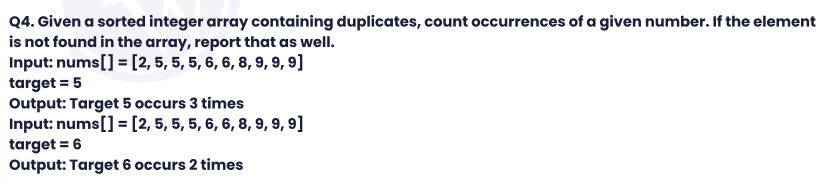 Q4. Given a sorted integer array containing duplicates, count occurrences of a given number. If the element
is not found in the array, report that as well.
Input: nums[] = [2, 5, 5, 5, 6, 6, 8, 9, 9, 9]
target = 5
Output: Target 5 occurs 3 times
Input: nums[] = [2, 5, 5, 5, 6, 6, 8, 9, 9, 9]
target = 6
Output: Target 6 occurs 2 times